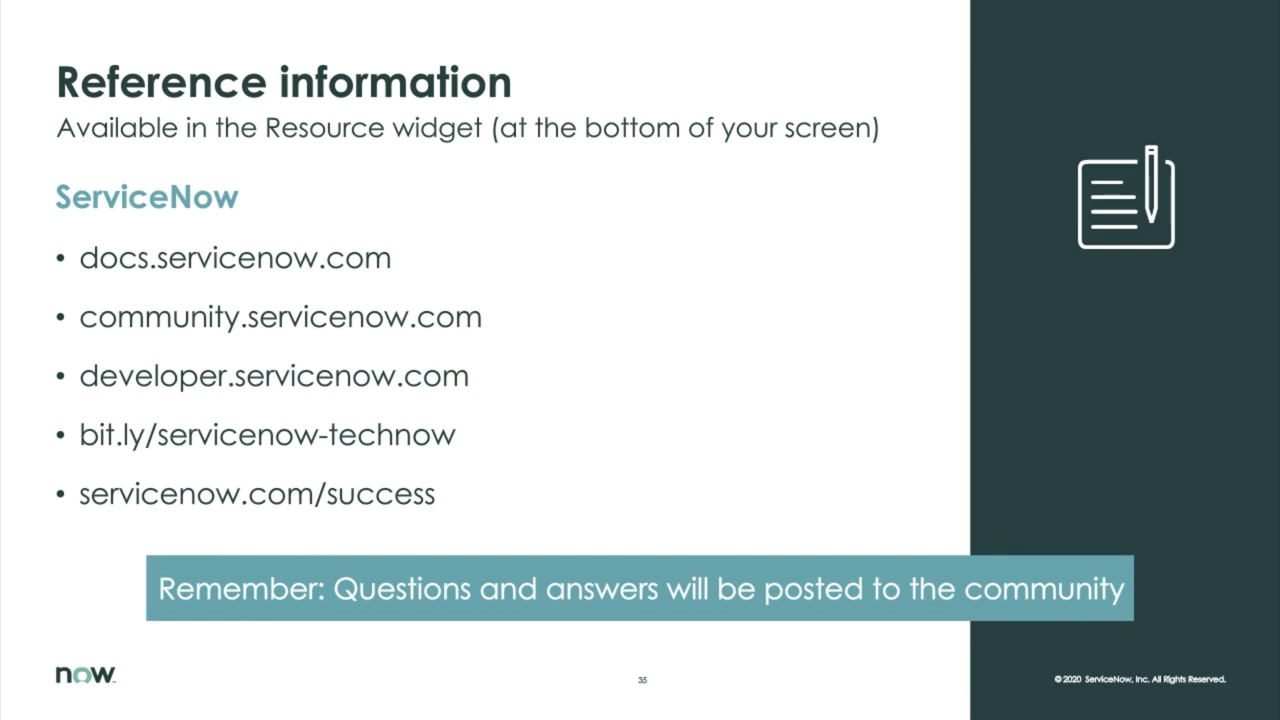 Reference information
Available in the Resource widget (at the bottom of your screen)
ServiceNow
• docs.servicenow.com
• community.servicenow.com
• developer.servicenow.com
• bit.ly/servicenow-technow
• servicenow.com/success
Remember: Questions and answers will be posted to the community
now
35
© 2020 ServiceNow, Inc. All Rights Reserved.